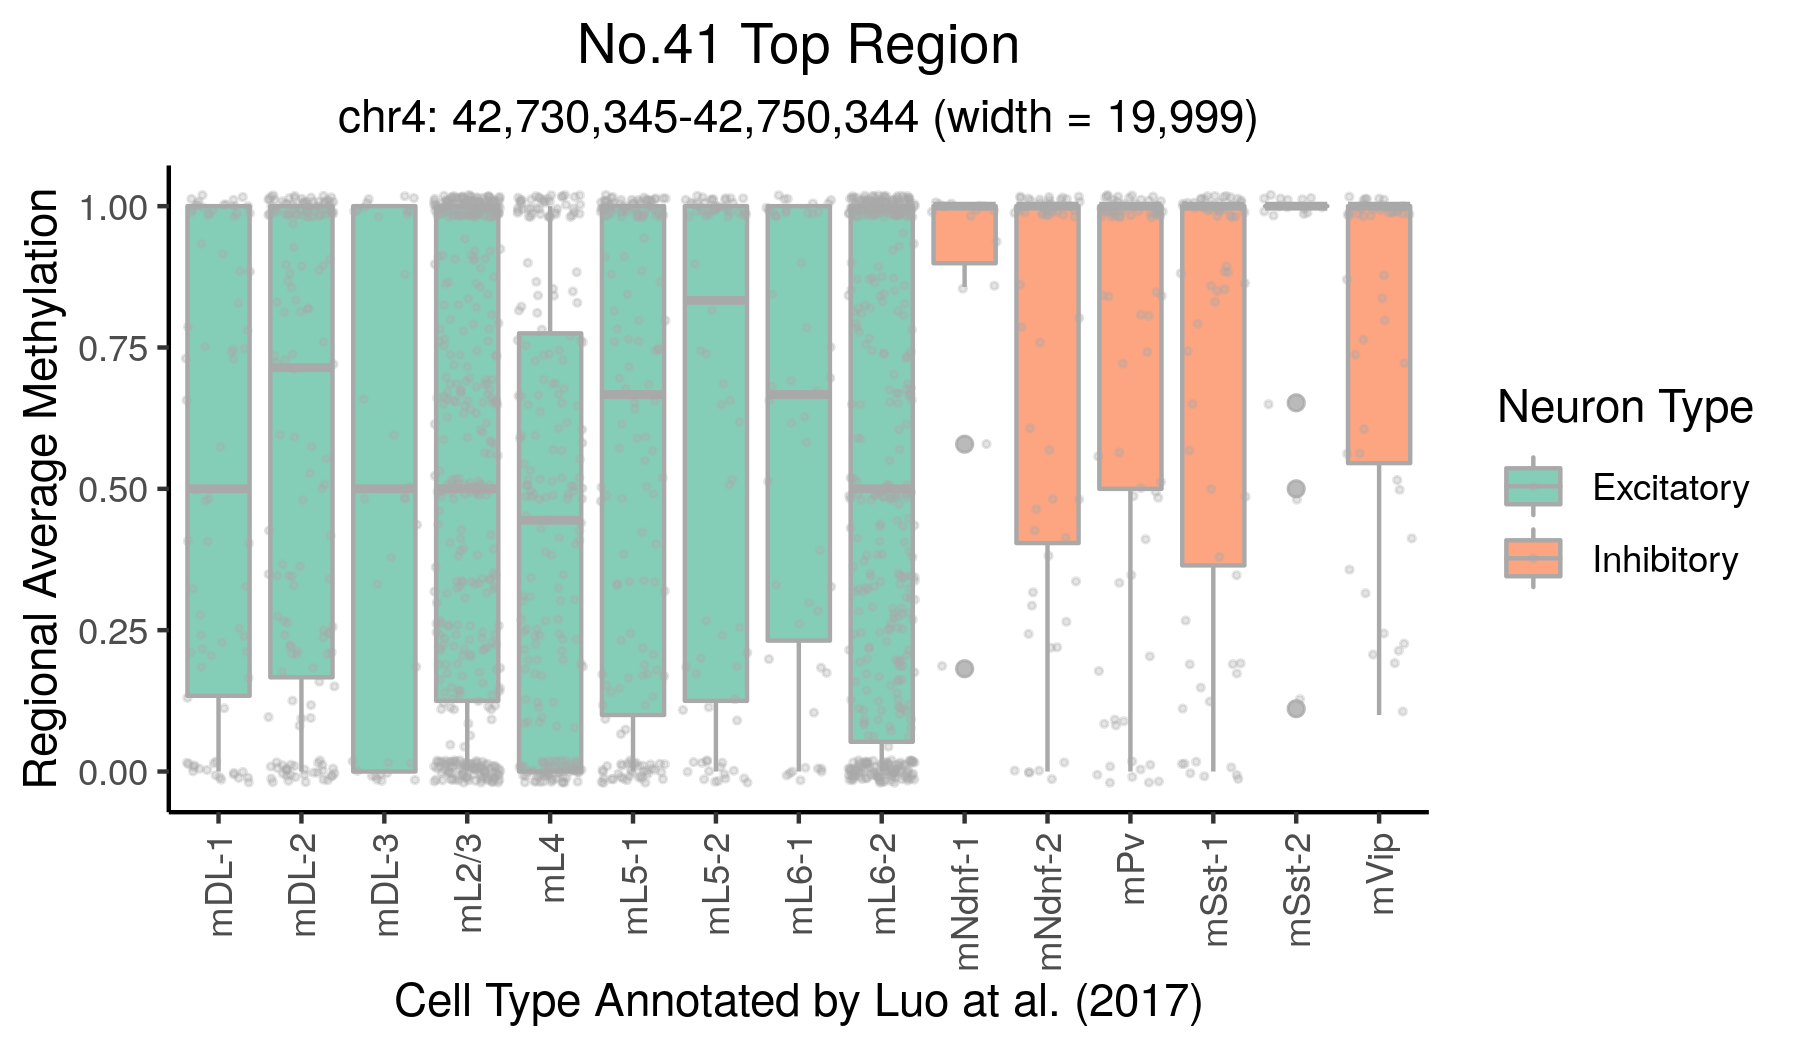 No.41 Top Region
chr4: 42,730,345-42,750,344 (width = 19,999)
Regional Average Methylation
1.00
0.75
0.50
0.25
0.00
mDL-1
mDL-2
mDL-3
mL2/3
mL4
mL5-1
mL5-2
mL6-1
mL6-2
mNdnf-1
mNdnf-2
mPv
mSst-1
mSst-2
mVip
Cell Type Annotated by Luo at al. (2017)
Neuron Type
Excitatory
Inhibitory